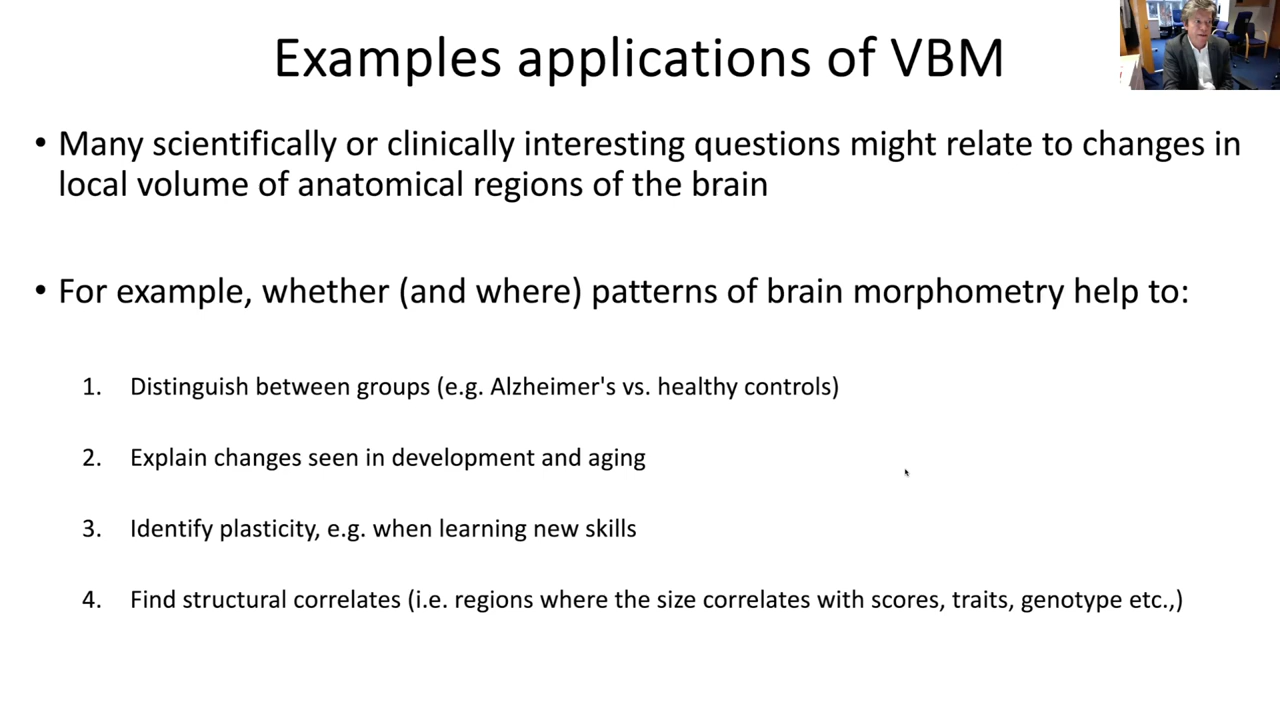 Examples applications of VBM
• Many scientifically or clinically interesting questions might relate to changes in
local volume of anatomical regions of the brain
• For example, whether (and where) patterns of brain morphometry help to:
1. Distinguish between groups (e.g. Alzheimer's vs. healthy controls)
2. Explain changes seen in development and aging
3. Identify plasticity, e.g. when learning new skills
4. Find structural correlates (i.e. regions where the size correlates with scores, traits, genotype etc.,)